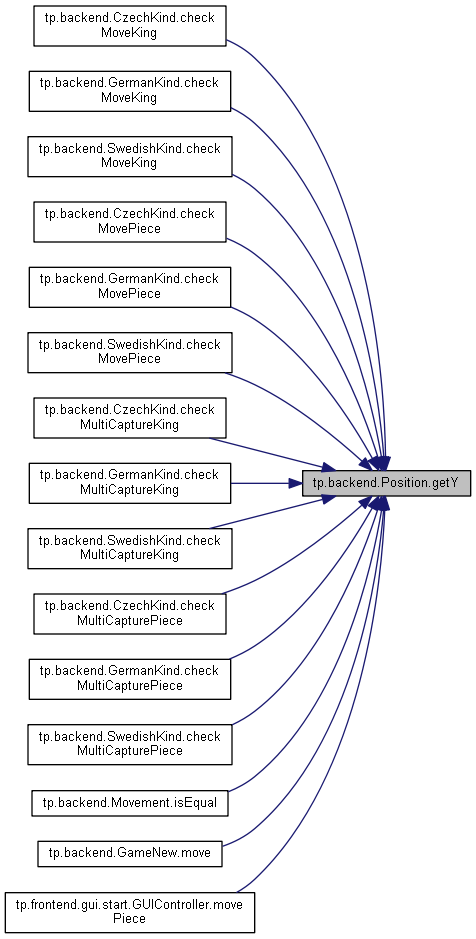 tp.backend.CzechKind.check
MoveKing
tp.backend.GermanKind.check
MoveKing
tp.backend.SwedishKind.check
MoveKing
tp.backend.CzechKind.check
MovePiece
tp.backend.GermanKind.check
MovePiece
tp.backend.SwedishKind.check
MovePiece
tp.backend.CzechKind.check
MultiCaptureKing
tp.backend.GermanKind.check
MultiCaptureKing
tp.backend.Position.getY
tp.backend.SwedishKind.check
MultiCaptureKing
tp.backend.CzechKind.check
MultiCapturePiece
tp.backend.GermanKind.check
MultiCapturePiece
tp.backend.SwedishKind.check
MultiCapturePiece
tp.backend.Movement.isEqual
tp.backend.GameNew.move
tp.frontend.gui.start.GUIController.move
Piece